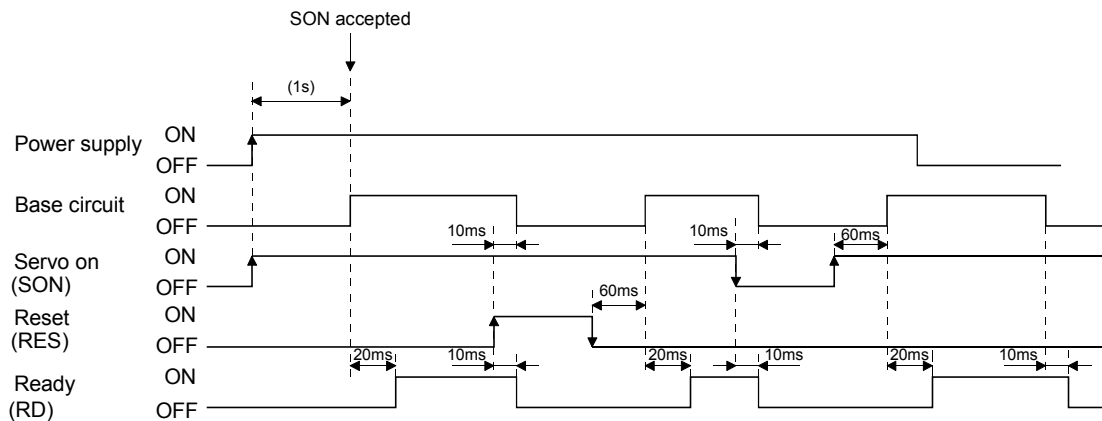 SON accepted
(1s)
Power supply
ON
OFF
Base circuit
ON
OFF
10ms
10ms
60ms
Servo on
(SON)
ON
OFF
60ms
Reset
(RES)
ON
OFF
20ms
10ms
20ms
10ms
20ms
10ms
Ready
(RD)
ON
OFF